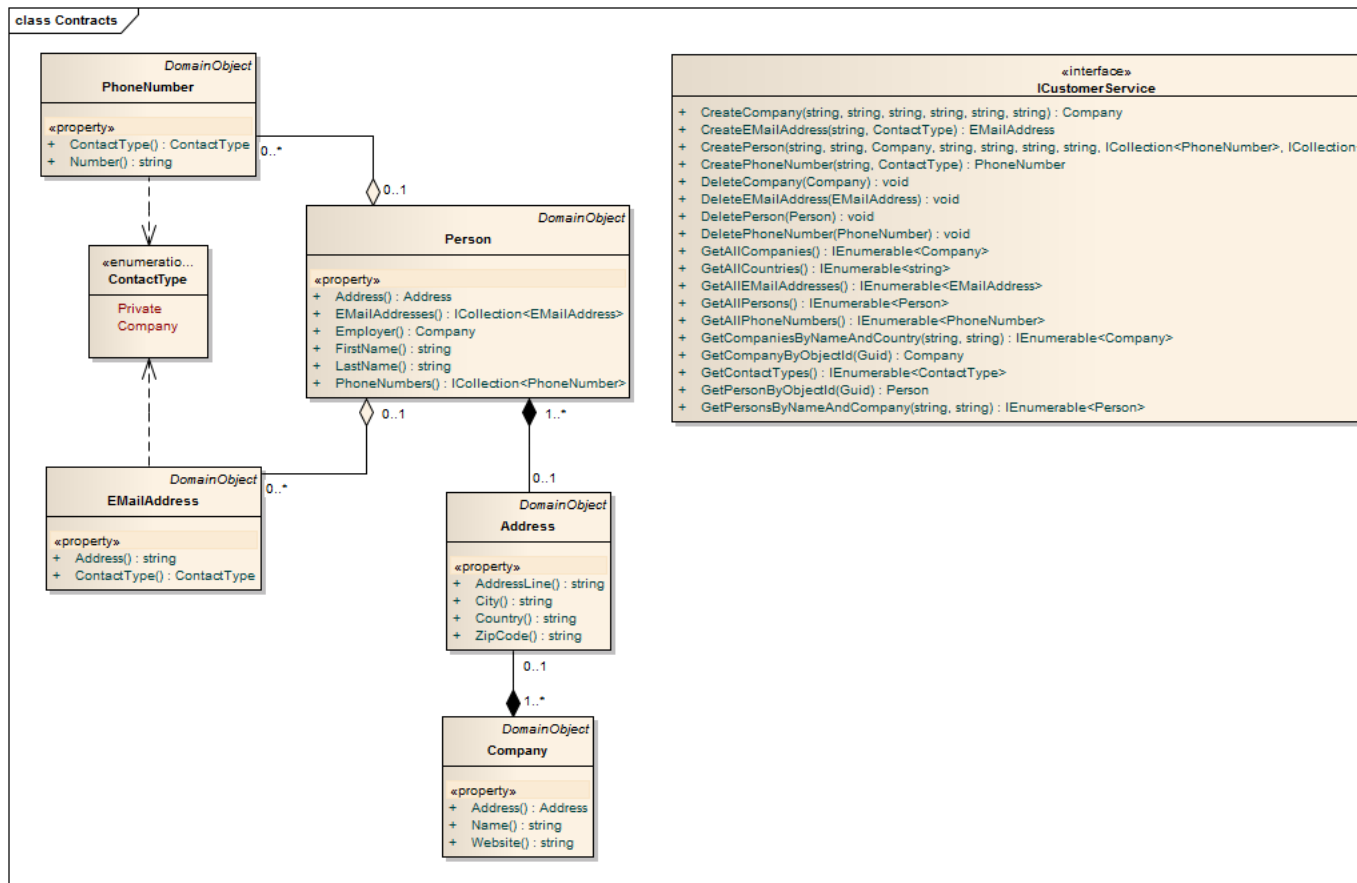 class Contracts
DomainObject
PhoneNumber
«property»
+ ContactType() : ContactType
+ Number() : string
0..*
0..1
«enumeratio...
ContactType
Private
Company
DomainObject
Person
«property»
+ Address() : Address
+ EMailAddresses() : ICollection<EMailAddress>
+ Employer() : Company
+ FirstName() : string
+ LastName() : string
+ PhoneNumbers() : ICollection<PhoneNumber>
0..1
1..*
0..*
0..1
DomainObject
EMailAddress
«property»
+ Address() : string
+ ContactType() : ContactType
DomainObject
Address
«property»
+ AddressLine() : string
+ City() : string
+ Country() : string
+ ZipCode() : string
0..1
1..*
DomainObject
Company
«property»
+ Address() : Address
+ Name() : string
+ Website() : string
«interface»
ICustomerService
+ CreateCompany(string, string, string, string, string, string) : Company
+ CreateEMailAddress(string, ContactType) : EMailAddress
+ CreatePerson(string, string, Company, string, string, string, string, ICollection<PhoneNumber>, ICollection
+ CreatePhoneNumber(string, ContactType) : PhoneNumber
+ DeleteCompany(Company) : void
+ DeleteEMailAddress(EMailAddress) : void
+ DeletePerson(Person) : void
+ DeletePhoneNumber(PhoneNumber) : void
+ GetAllCompanies() : IEnumerable<Company>
+ GetAllCountries() : IEnumerable<string>
+ GetAllEMailAddresses() : IEnumerable<EMailAddress>
+ GetAllPersons() : IEnumerable<Person>
+ GetAllPhoneNumbers() : IEnumerable<PhoneNumber>
+ GetCompaniesByNameAndCountry(string, string) : IEnumerable<Company>
+ GetCompanyByObjectId(Guid) : Company
+ GetContactTypes() : IEnumerable<ContactType>
+ GetPersonByObjectId(Guid) : Person
+ GetPersonsByNameAndCompany(string, string) : IEnumerable<Person>